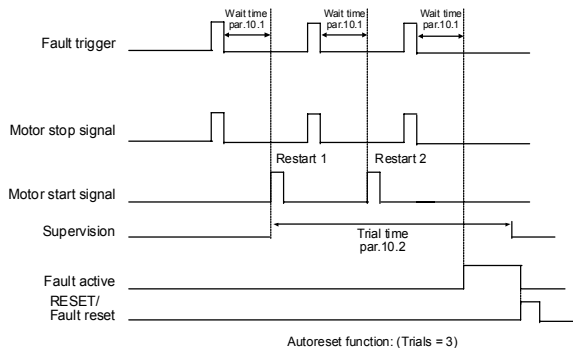 Wait time
par.10.1
Wait time
par.10.1
Wait time
par.10.1
Fault trigger
Motor stop signal
Restart 1
Restart 2
Motor start signal
Supervision
Trial time
par.10.2
Fault active
RESET/
Fault reset
Autoreset function: (Trials = 3)